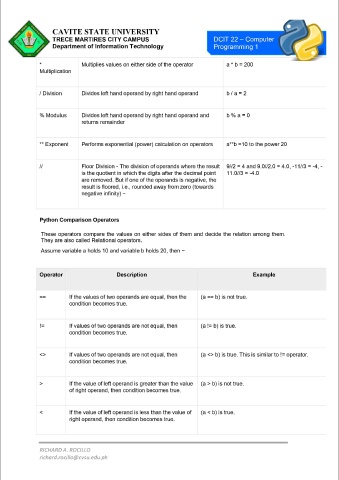 CAVITE STATE UNIVERSITY
TRECE MARTIRES CITY CAMPUS
Department of Information Technology
DCIT 22 – Computer
Programming 1
* Multiplication
Multiplies values on either side of the operator
a * b = 200
/ Division
Divides left hand operand by right hand operand
b / a = 2
% Modulus
Divides left hand operand by right hand operand and
returns remainder
b % a = 0
** Exponent
Performs exponential (power) calculation on operators
a**b =10 to the power 20
//
Floor Division - The division of operands where the result
is the quotient in which the digits after the decimal point
are removed. But if one of the operands is negative, the
result is floored, i.e., rounded away from zero (towards
negative infinity) −
9//2 = 4 and 9.0//2.0 = 4.0, -11//3 = -4, -
11.0//3 = -4.0
Python Comparison Operators
These operators compare the values on either sides of them and decide the relation among them.
They are also called Relational operators.
Assume variable a holds 10 and variable b holds 20, then −
Operator Description Example
==
If the values of two operands are equal, then the
condition becomes true.
(a == b) is not true.
!=
If values of two operands are not equal, then
condition becomes true.
(a != b) is true.
<>
If values of two operands are not equal, then
condition becomes true.
(a <> b) is true. This is similar to != operator.
>
If the value of left operand is greater than the value
of right operand, then condition becomes true.
(a > b) is not true.
<
If the value of left operand is less than the value of
right operand, then condition becomes true.
(a < b) is true.
RICHARD A. ROCILLO
richard.rocillo@cvsu.edu.ph